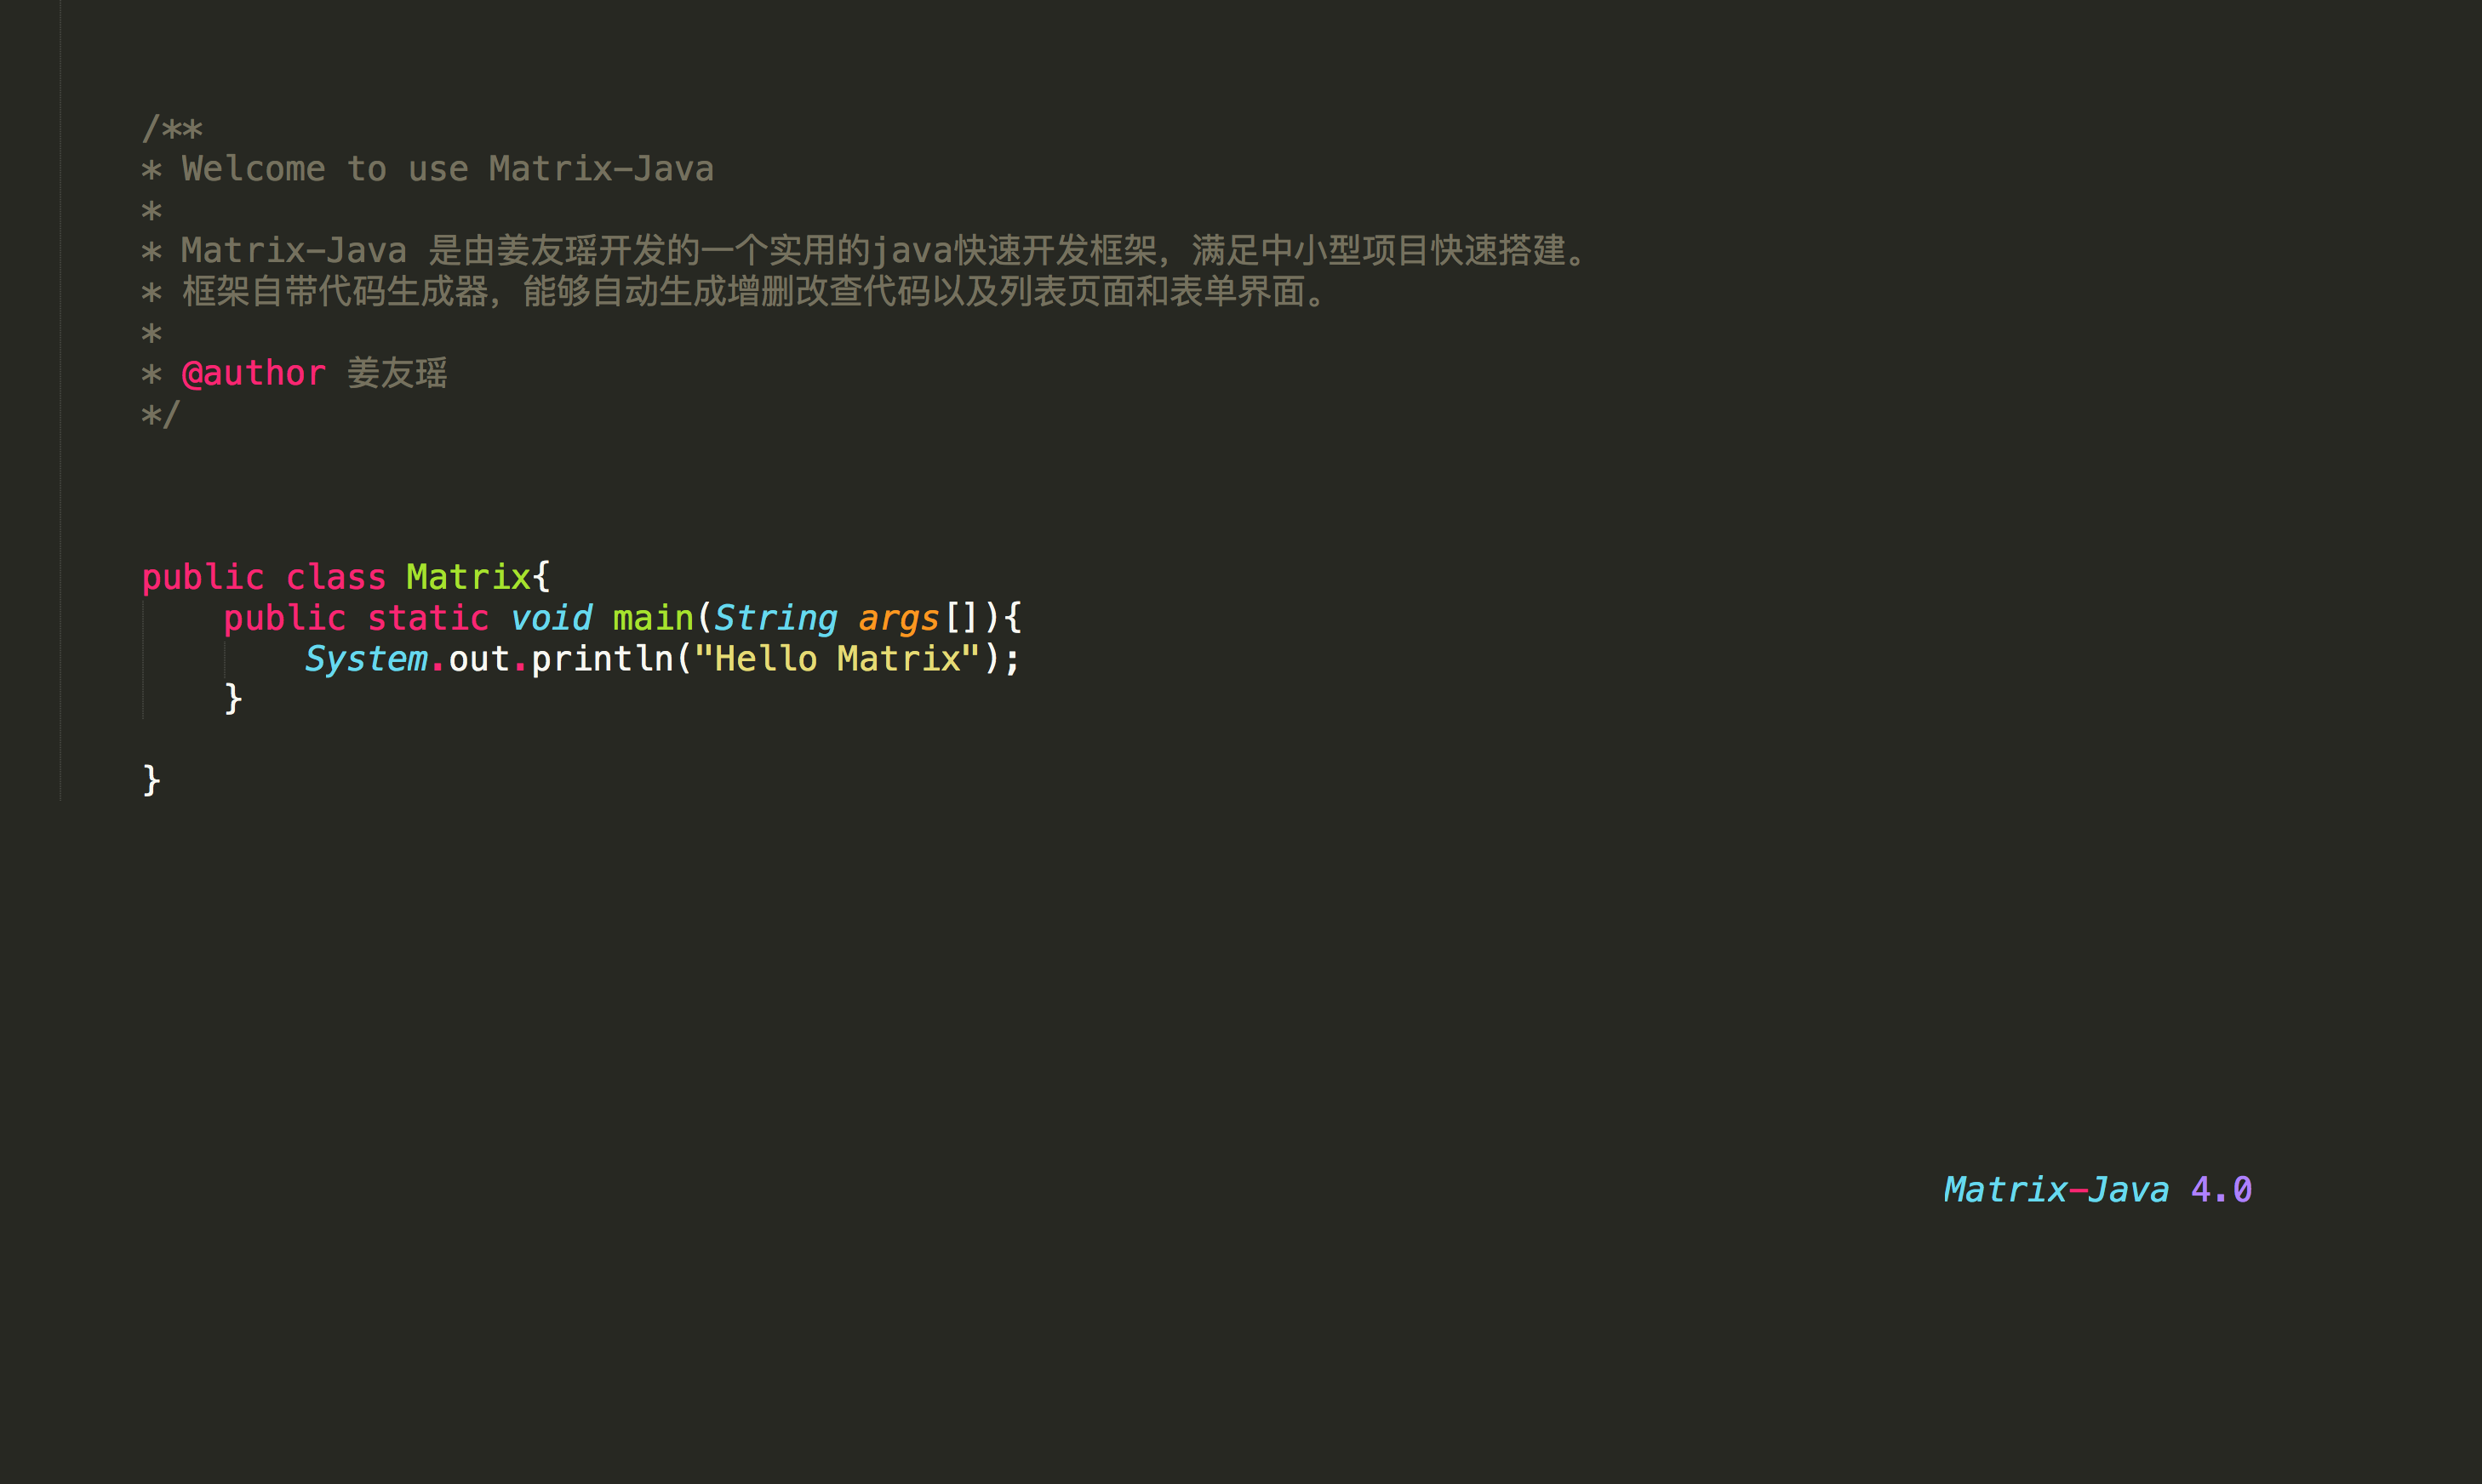 /**
* Welcome to use Matrix-Java
*
* Matrix-Java 是由姜友瑶开发的一个实用的java快速开发框架，满足中小型项目快速搭建。
* 框架自带代码生成器，能够自动生成增删改查代码以及列表页面和表单界面。
*
* @author 姜友瑶
*/
public class Matrix{
    public static void main(String args[]){
        System.out.println("Hello Matrix");
    }
}
Matrix-Java 4.0